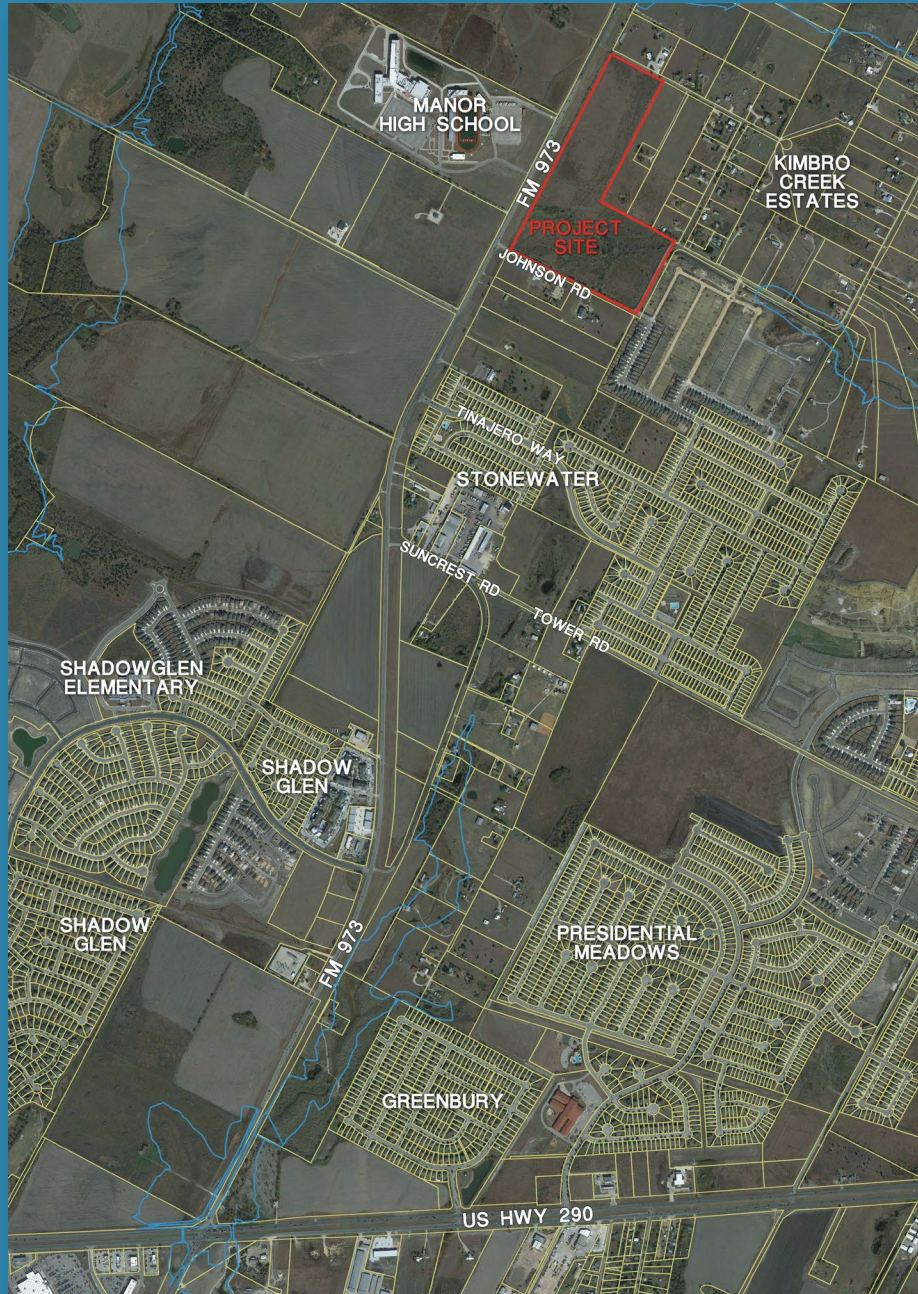 MANOR
HIGH SCHOOL
FM 973
KIMBRO
CREEK
ESTATES
PROJECT
SITE
JOHNSON RD
TINAJERO WAY
STONEWATER
SUNCREST RD
TOWER RD
SHADOWGLEN
ELEMENTARY
SHADOW
GLEN
SHADOW
GLEN
FM 973
PRESIDENTIAL
MEADOWS
GREENBURY
US HWY 290